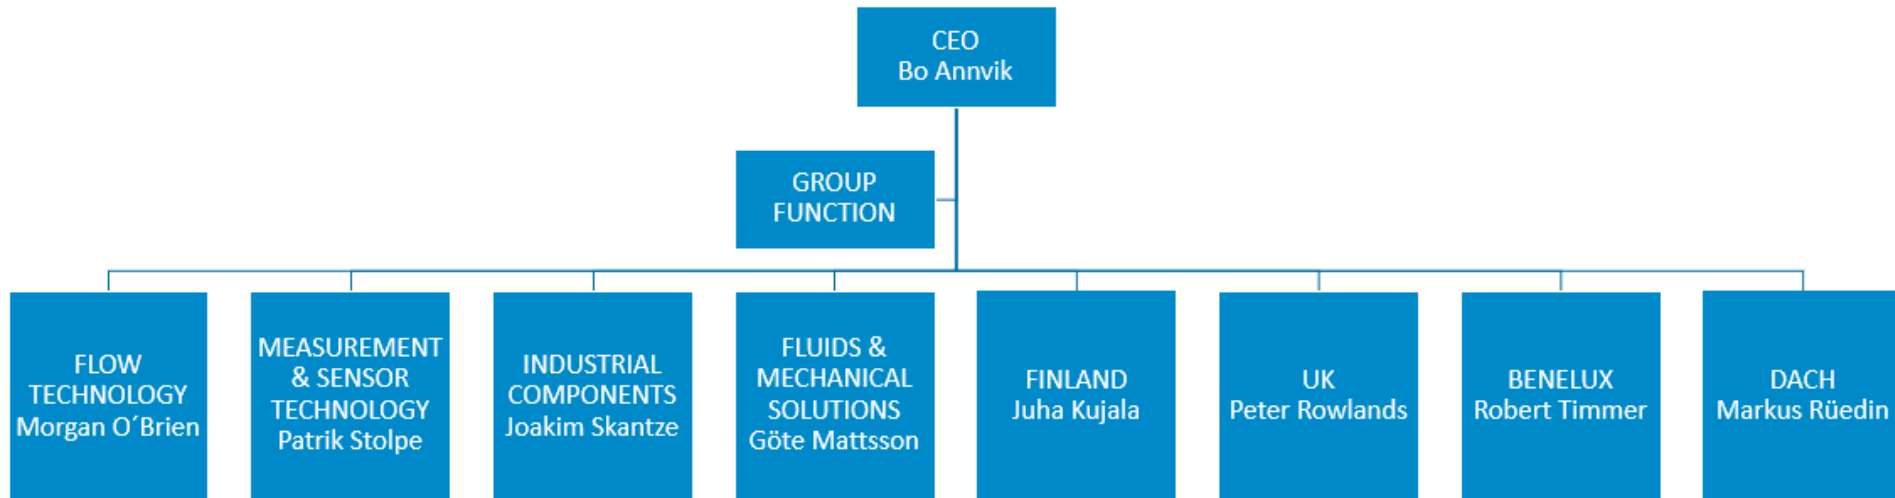 CEO
Bo Annvik
GROUP
FUNCTION
FLOW
TECHNOLOGY
Morgan O´Brien
MEASUREMENT
& SENSOR
TECHNOLOGY
Patrik Stolpe
INDUSTRIAL
COMPONENTS
Joakim Skantze
FLUIDS &
MECHANICAL
SOLUTIONS
Göte Mattsson
FINLAND
Juha Kujala
UK
Peter Rowlands
BENELUX
Robert Timmer
DACH
Markus Rüedin